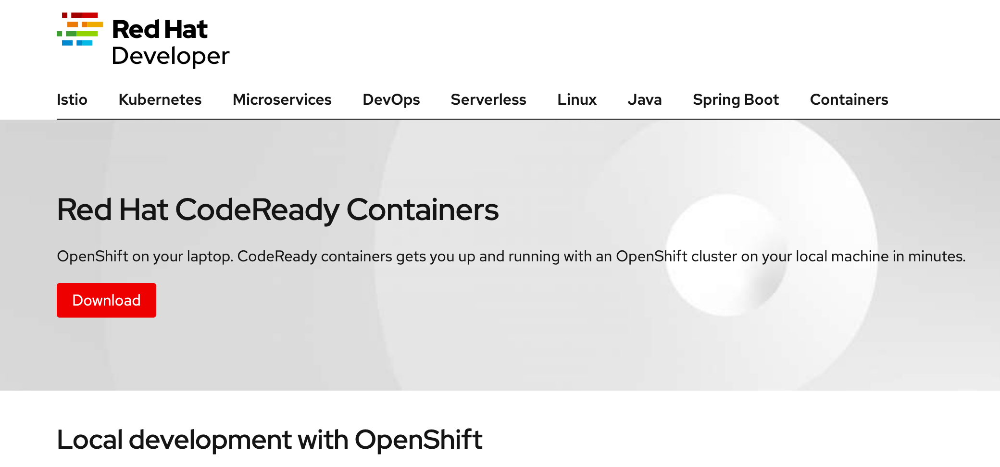 Red Hat
Developer
Istio Kubernetes Microservices DevOps Serverless Linux Java Spring Boot Containers
Red Hat CodeReady Containers
OpenShift on your laptop. CodeReady containers gets you up and running with an OpenShift cluster on your local machine in minutes.
Download
Local development with OpenShift